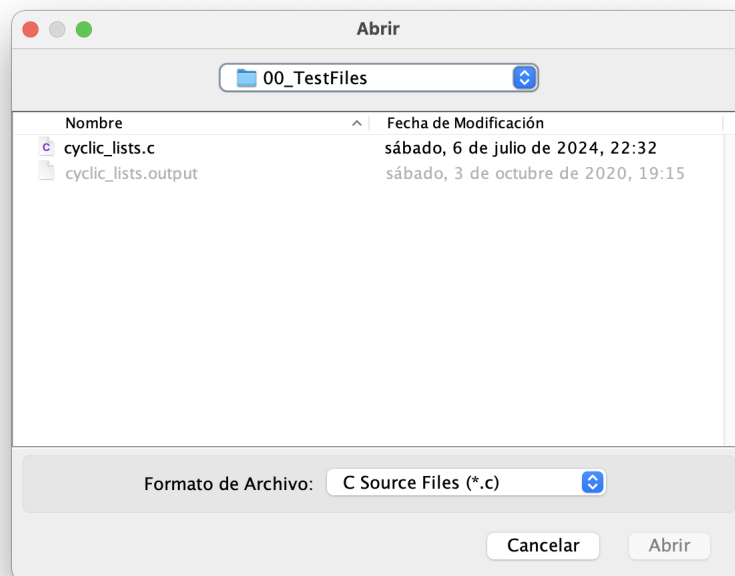 Abrir
00_TestFiles
Nombre Fecha de Modificación
C cyclic_lists.c sábado, 6 de julio de 2024, 22:32
cyclic_lists.output sábado, 3 de octubre de 2020, 19:15
Formato de Archivo: C Source Files (*.c)
Cancelar Abrir